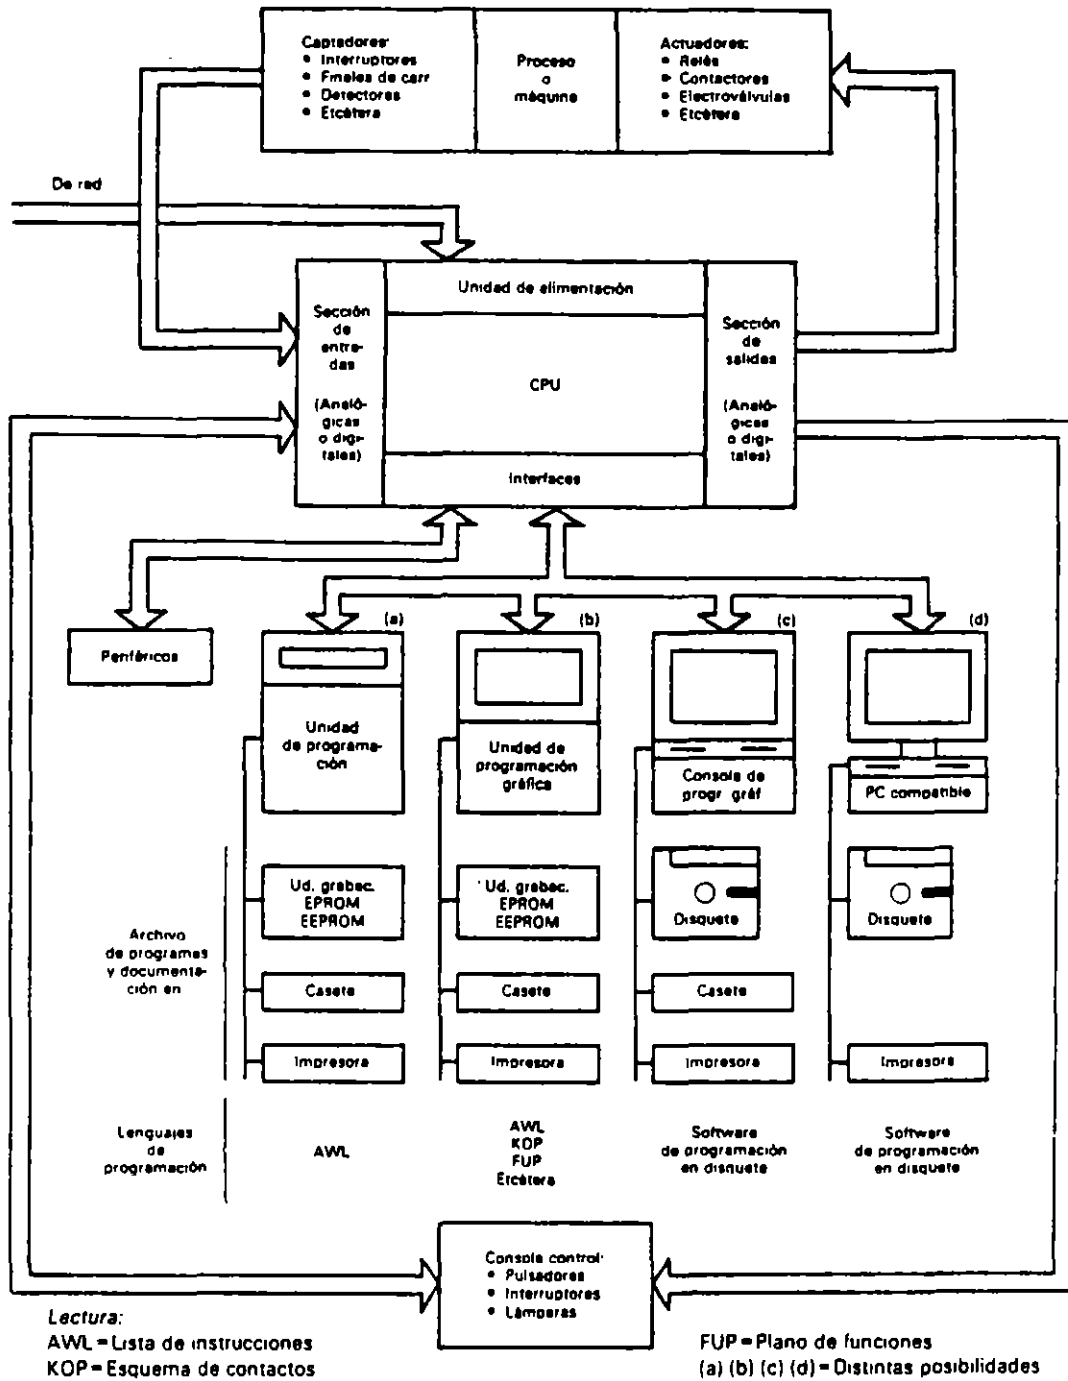 Captadores:
• Interruptores
• Finales de carr
• Detectores
• Etcétera
Proceso
o
máquina
Actuadores:
• Relés
• Contactores
• Electroválvulas
• Etcétera
De red
Unidad de alimentación
Sección
de
entra-
das
(Analó-
gicas
o digi-
tales)
CPU
Interfaces
Sección
de
salidas
(Analó-
gicas
o digi-
tales)
Periféricos
(a)
(b)
(c)
(d)
Unidad
de programa-
ción
Unidad de
programación
gráfica
Consola de
progr gráf
PC compatible
Archivo
de programas
y documenta-
ción en
Ud. grabac.
EPROM
EEPROM
Ud. grabac.
EPROM
EEPROM
Disquete
Disquete
Casete
Casete
Casete
Impresora
Impresora
Impresora
Impresora
Lenguajes
de
programación
AWL
AWL
KOP
FUP
Etcétera
Software
de programación
en disquete
Software
de programación
en disquete
Consola control:
• Pulsadores
• Interruptores
• Lámparas
Lectura:
AWL = Lista de instrucciones
KOP = Esquema de contactos
FUP = Plano de funciones
(a) (b) (c) (d) = Distintas posibilidades